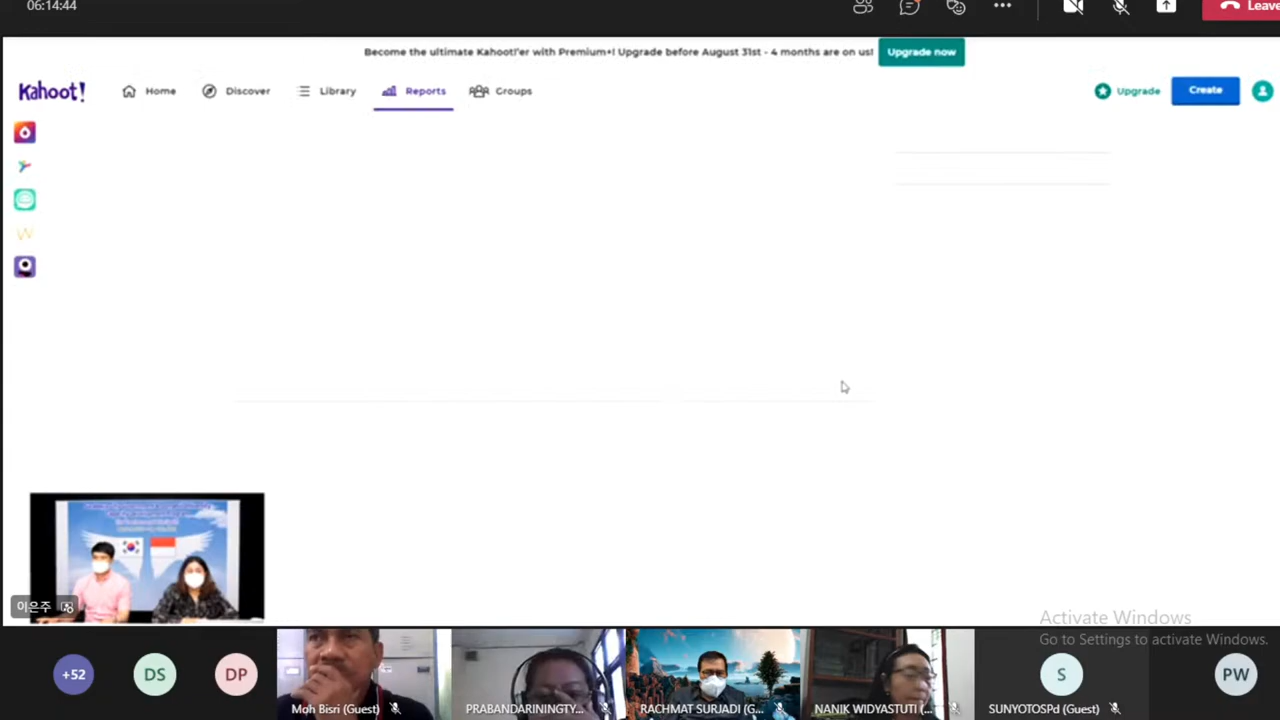 06:14:44
Leave
Become the ultimate Kahoot!'er with Premium+! Upgrade before August 31st - 4 months are on us!
Upgrade now
Kahoot!
Home
Discover
Library
Reports
Groups
Upgrade
Create
이은주
Activate Windows
Go to Settings to activate Windows.
+52
DS
DP
S
PW
Moh Bisri (Guest)
PRABANDARININGTY...
RACHMAT SURJADI (G...
NANIK WIDYASTUTI (...
SUNYOTOSPd (Guest)